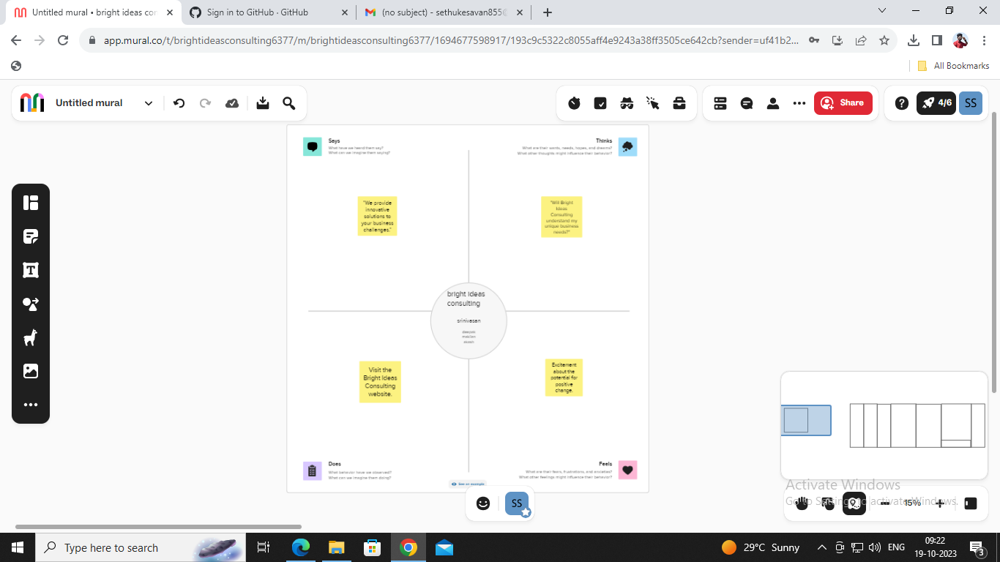 Untitled mural • bright ideas cor
Sign in to GitHub · GitHub
(no subject) - sethukesavan855@
app.mural.co/t/brightideasconsulting6377/m/brightideasconsulting6377/1694677598917/193c9c5322c8055aff4e9243a38ff3505ce642cb?sender=uf41b2...
All Bookmarks
Untitled mural
Share
4/6
SS
Says
What have we heard them say?
What can we imagine them saying?
Thinks
What are their wants, needs, hopes, and dreams?
What other thoughts might influence their behavior?
"We provide
innovative
solutions to
your business
challenges."
"Will Bright
Ideas
Consulting
understand my
unique business
needs?"
bright ideas
consulting
srinivasan
Visit the
Bright Ideas
Consulting
website.
Excitement
about the
potential for
positive
change.
Does
What behavior have we observed?
What can we imagine them doing?
Feels
What are their fears, frustrations, and anxieties?
What other feelings might influence their behavior?
See an example
SS
Activate Windows
Go to Settings to activate Windows.
15%
Type here to search
29°C Sunny
ENG
09:22
19-10-2023
3